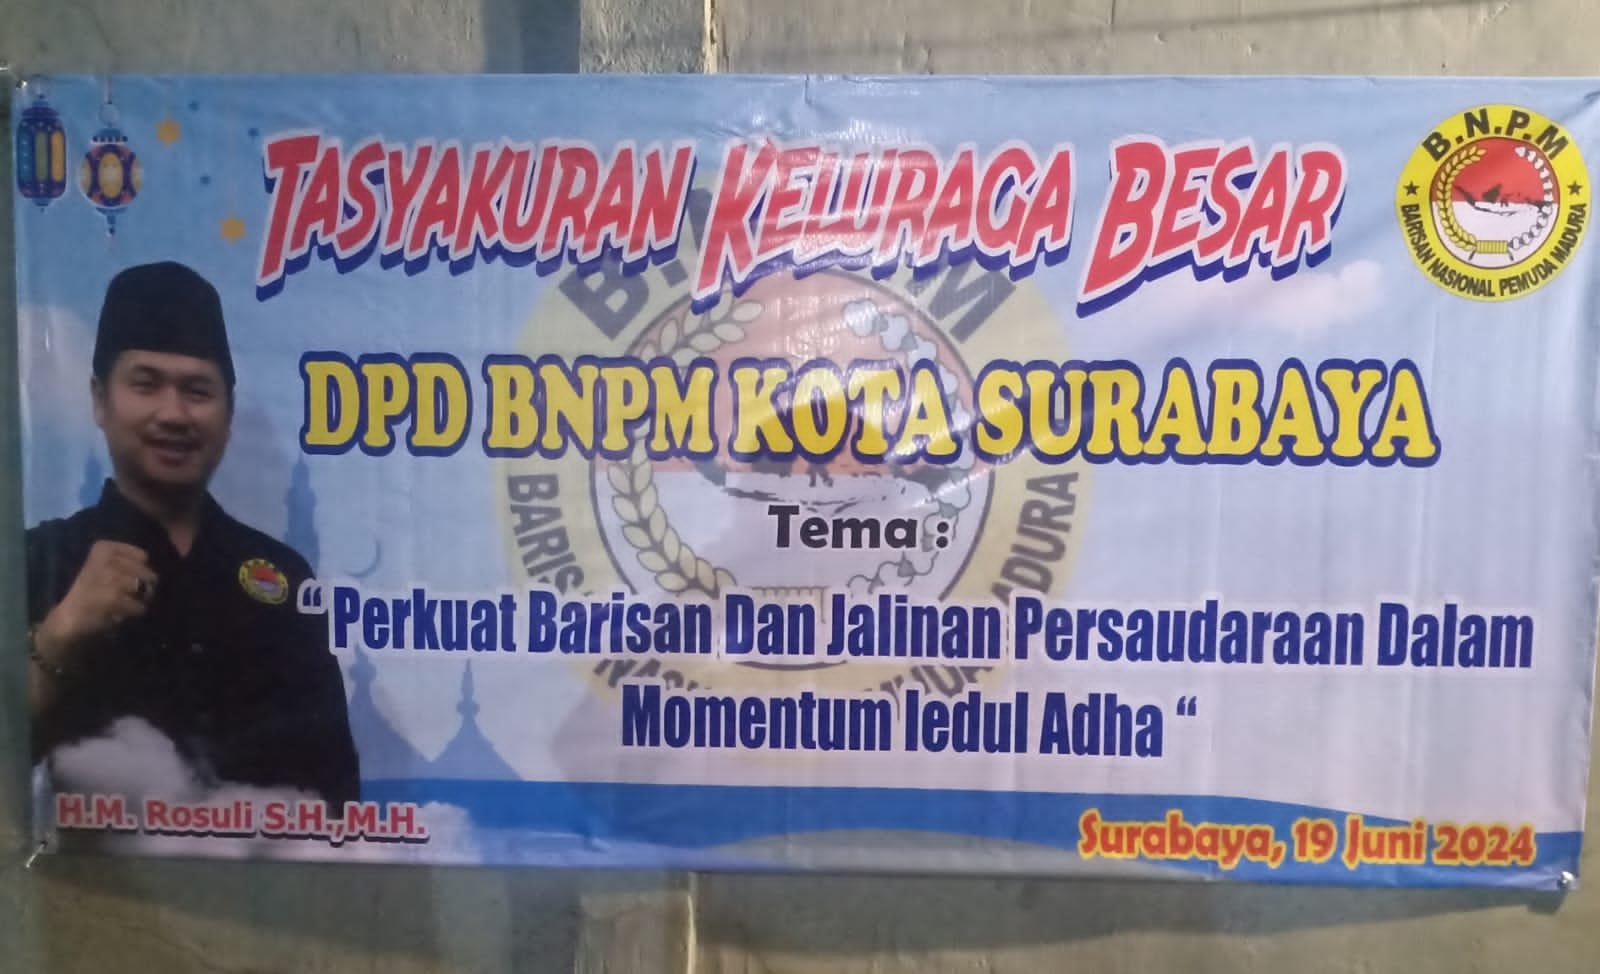 TASYAKURAN KELURAGA BESAR
B.N.P.M
BARISAN NASIONAL PEMUDA MADURA
DPD BNPM KOTA SURABAYA
Tema :
“ Perkuat Barisan Dan Jalinan Persaudaraan Dalam
Momentum Iedul Adha “
H.M. Rosuli S.H.,M.H.
Surabaya, 19 Juni 2024